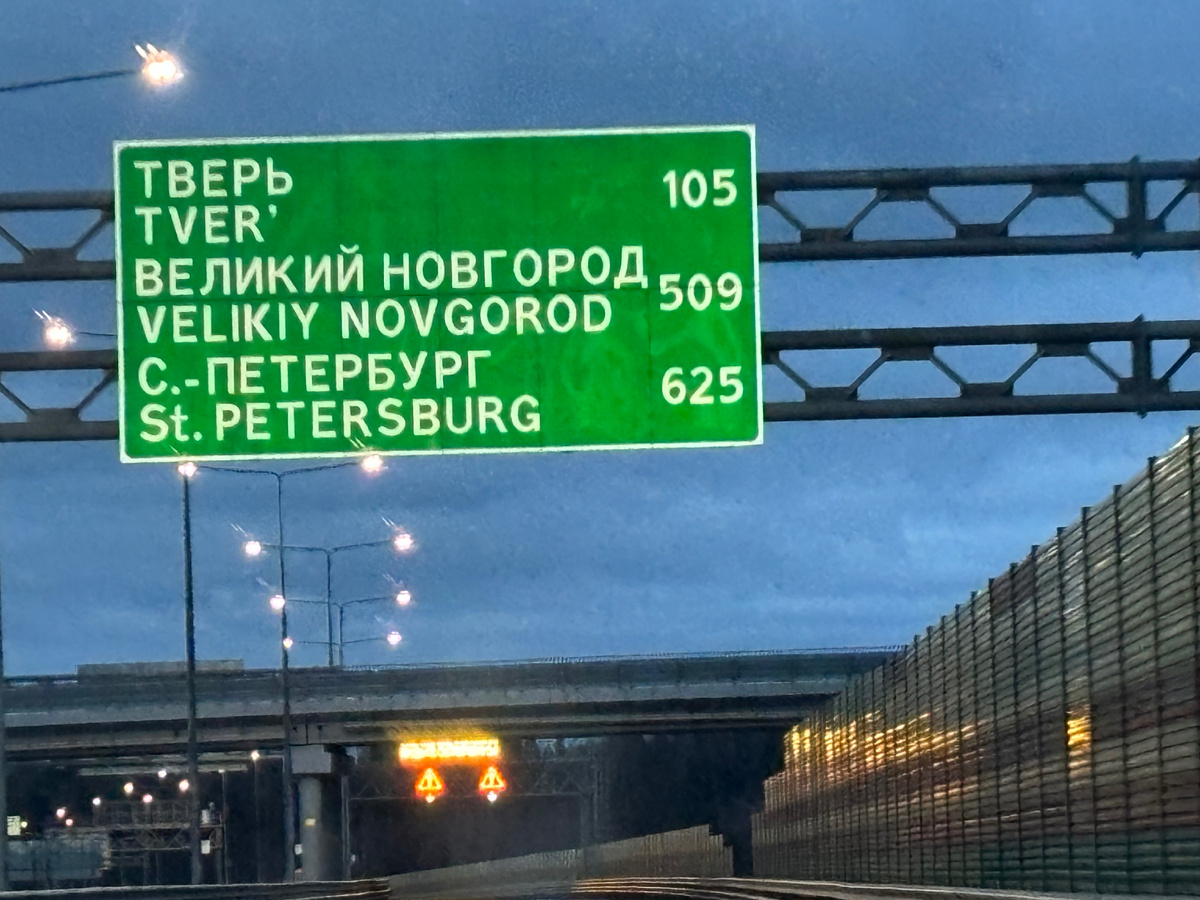 ТВЕРЬ 105
TVER'
ВЕЛИКИЙ НОВГОРОД 509
VELIKIY NOVGOROD
С.-ПЕТЕРБУРГ 625
St. PETERSBURG